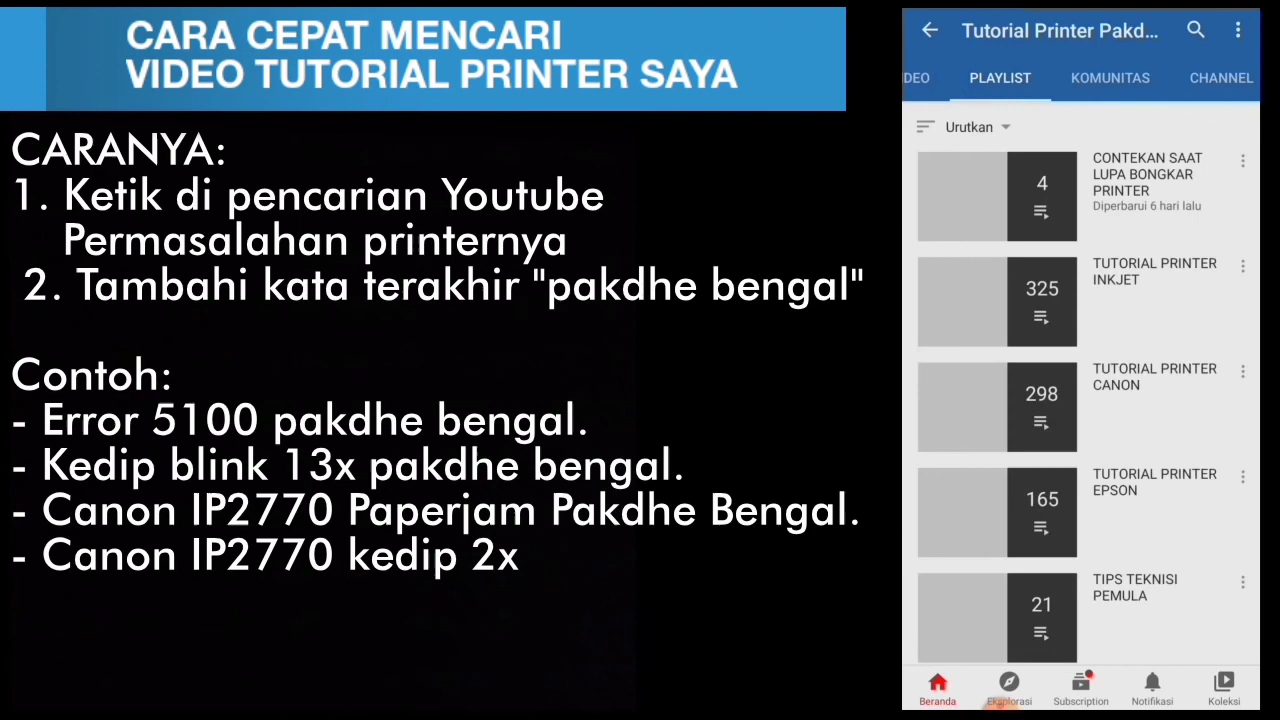 CARA CEPAT MENCARI
VIDEO TUTORIAL PRINTER SAYA
CARANYA:
1. Ketik di pencarian Youtube
Permasalahan printernya
2. Tambahi kata terakhir "pakdhe bengal"
Contoh:
- Error 5100 pakdhe bengal.
- Kedip blink 13x pakdhe bengal.
- Canon IP2770 Paperjam Pakdhe Bengal.
- Canon IP2770 kedip 2x
Tutorial Printer Pakd...
DEO PLAYLIST KOMUNITAS CHANNEL
Urutkan
4
CONTEKAN SAAT
LUPA BONGKAR
PRINTER
Diperbarui 6 hari lalu
325
TUTORIAL PRINTER
INKJET
298
TUTORIAL PRINTER
CANON
165
TUTORIAL PRINTER
EPSON
21
TIPS TEKNISI
PEMULA
Beranda Eksplorasi Subscription Notifikasi Koleksi